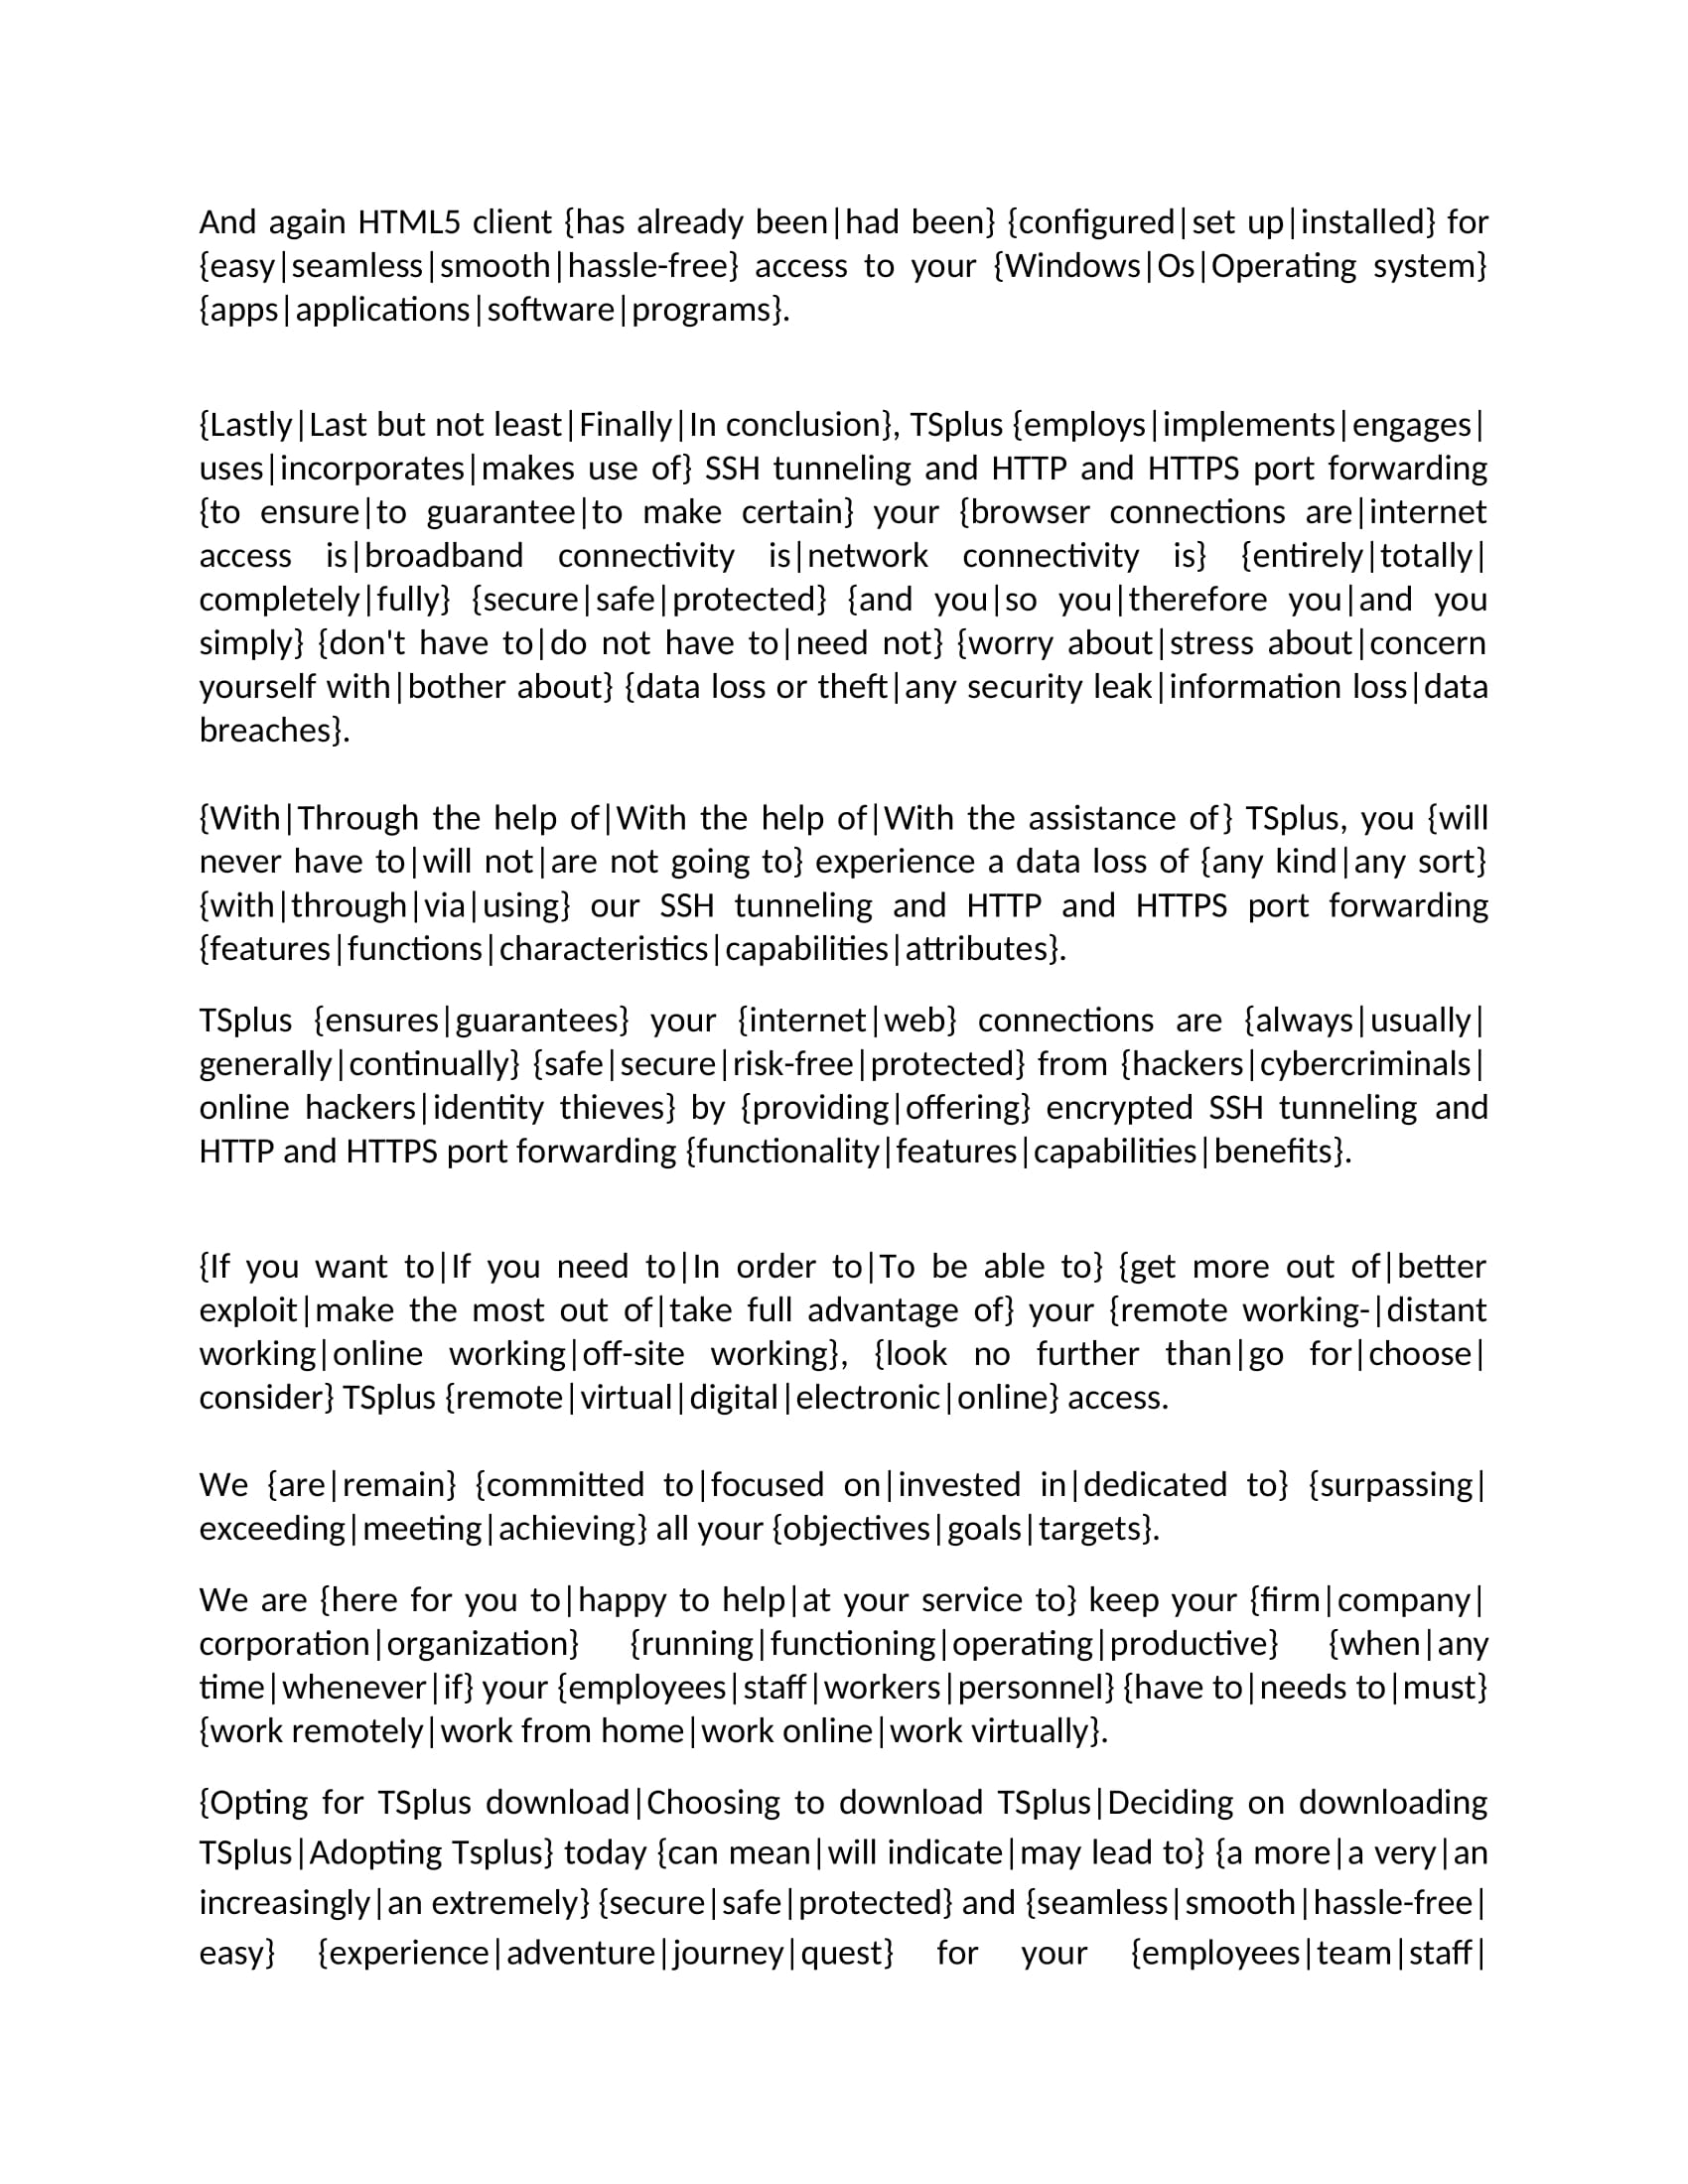 And again HTML5 client {has already been|had been} {configured|set up|installed} for
{easy|seamless|smooth|hassle-free} access to your {Windows|Os|Operating system}
{apps|applications|software|programs}.
{Lastly|Last but not least|Finally|In conclusion}, TSplus {employs|implements|engages|
uses|incorporates|makes use of} SSH tunneling and HTTP and HTTPS port forwarding
{to ensure|to guarantee|to make certain} your {browser connections are|internet
access is|broadband connectivity is|network connectivity is} {entirely|totally|
completely|fully} {secure|safe|protected} {and you|so you|therefore you|and you
simply} {don't have to|do not have to|need not} {worry about|stress about|concern
yourself with|bother about} {data loss or theft|any security leak|information loss|data
breaches}.
{With|Through the help of|With the help of|With the assistance of} TSplus, you {will
never have to|will not|are not going to} experience a data loss of {any kind|any sort}
{with|through|via|using} our SSH tunneling and HTTP and HTTPS port forwarding
{features|functions|characteristics|capabilities|attributes}.
TSplus {ensures|guarantees} your {internet|web} connections are {always|usually|
generally|continually} {safe|secure|risk-free|protected} from {hackers|cybercriminals|
online hackers|identity thieves} by {providing|offering} encrypted SSH tunneling and
HTTP and HTTPS port forwarding {functionality|features|capabilities|benefits}.
{If you want to|If you need to|In order to|To be able to} {get more out of|better
exploit|make the most out of|take full advantage of} your {remote working-|distant
working|online working|off-site working}, {look no further than|go for|choose|
consider} TSplus {remote|virtual|digital|electronic|online} access.
We {are|remain} {committed to|focused on|invested in|dedicated to} {surpassing|
exceeding|meeting|achieving} all your {objectives|goals|targets}.
We are {here for you to|happy to help|at your service to} keep your {firm|company|
corporation|organization} {running|functioning|operating|productive} {when|any
time|whenever|if} your {employees|staff|workers|personnel} {have to|needs to|must}
{work remotely|work from home|work online|work virtually}.
{Opting for TSplus download|Choosing to download TSplus|Deciding on downloading
TSplus|Adopting Tsplus} today {can mean|will indicate|may lead to} {a more|a very|an
increasingly|an extremely} {secure|safe|protected} and {seamless|smooth|hassle-free|
easy} {experience|adventure|journey|quest} for your {employees|team|staff|